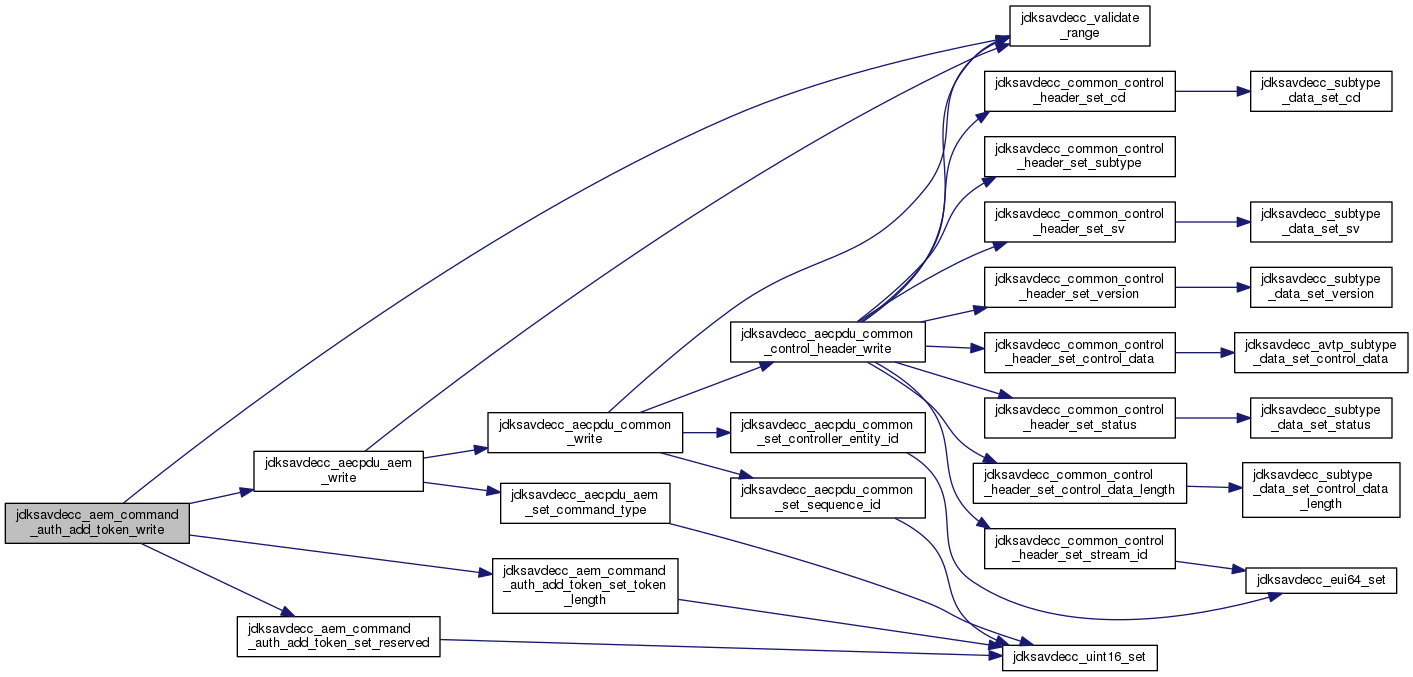 jdksavdecc_aem_command
_auth_add_token_write
jdksavdecc_aecpdu_aem
_write
jdksavdecc_aem_command
_auth_add_token_set_reserved
jdksavdecc_aecpdu_common
_write
jdksavdecc_aecpdu_aem
_set_command_type
jdksavdecc_aem_command
_auth_add_token_set_token
_length
jdksavdecc_aecpdu_common
_control_header_write
jdksavdecc_aecpdu_common
_set_controller_entity_id
jdksavdecc_aecpdu_common
_set_sequence_id
jdksavdecc_validate
_range
jdksavdecc_common_control
_header_set_cd
jdksavdecc_common_control
_header_set_subtype
jdksavdecc_common_control
_header_set_sv
jdksavdecc_common_control
_header_set_version
jdksavdecc_common_control
_header_set_control_data
jdksavdecc_common_control
_header_set_status
jdksavdecc_common_control
_header_set_control_data_length
jdksavdecc_common_control
_header_set_stream_id
jdksavdecc_uint16_set
jdksavdecc_subtype
_data_set_cd
jdksavdecc_subtype
_data_set_sv
jdksavdecc_subtype
_data_set_version
jdksavdecc_avtp_subtype
_data_set_control_data
jdksavdecc_subtype
_data_set_status
jdksavdecc_subtype
_data_set_control_data
_length
jdksavdecc_eui64_set